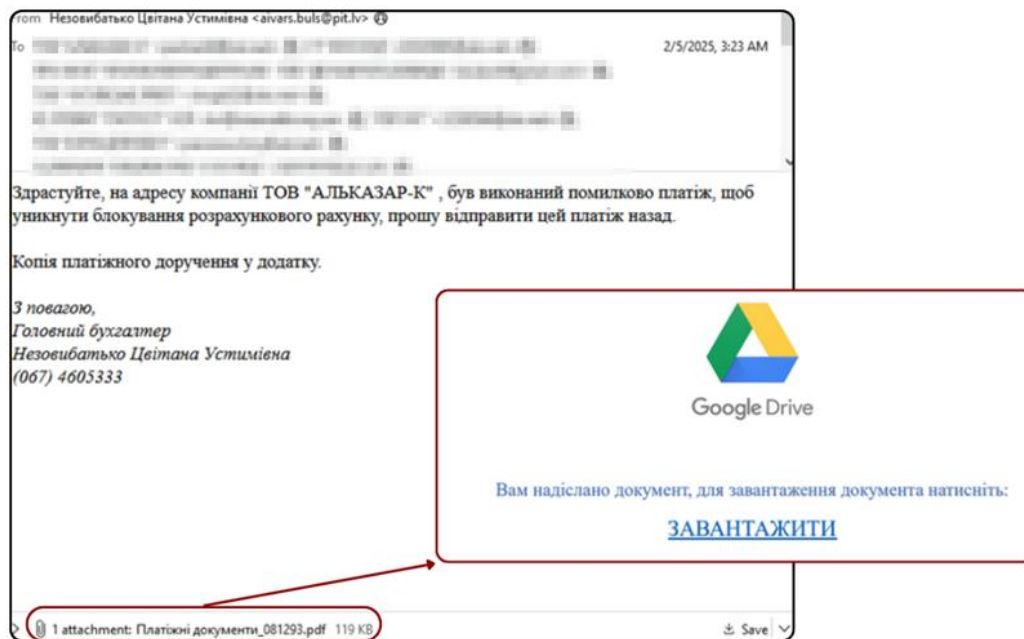 From Незовибатько Цвітана Устимівна <aivars.buls@pit.lv>
To
2/5/2025, 3:23 AM
Здрастуйте, на адресу компанії ТОВ "АЛЬКАЗАР-К" , був виконаний помилково платіж, щоб
уникнути блокування розрахункового рахунку, прошу відправити цей платіж назад.
Копія платіжного доручення у додатку.
З повагою,
Головний бухгалтер
Незовибатько Цвітана Устимівна
(067) 4605333
Google Drive
Вам надіслано документ, для завантаження документа натисніть:
ЗАВАНТАЖИТИ
1 attachment: Платіжні документи_081293.pdf 119 KB
Save